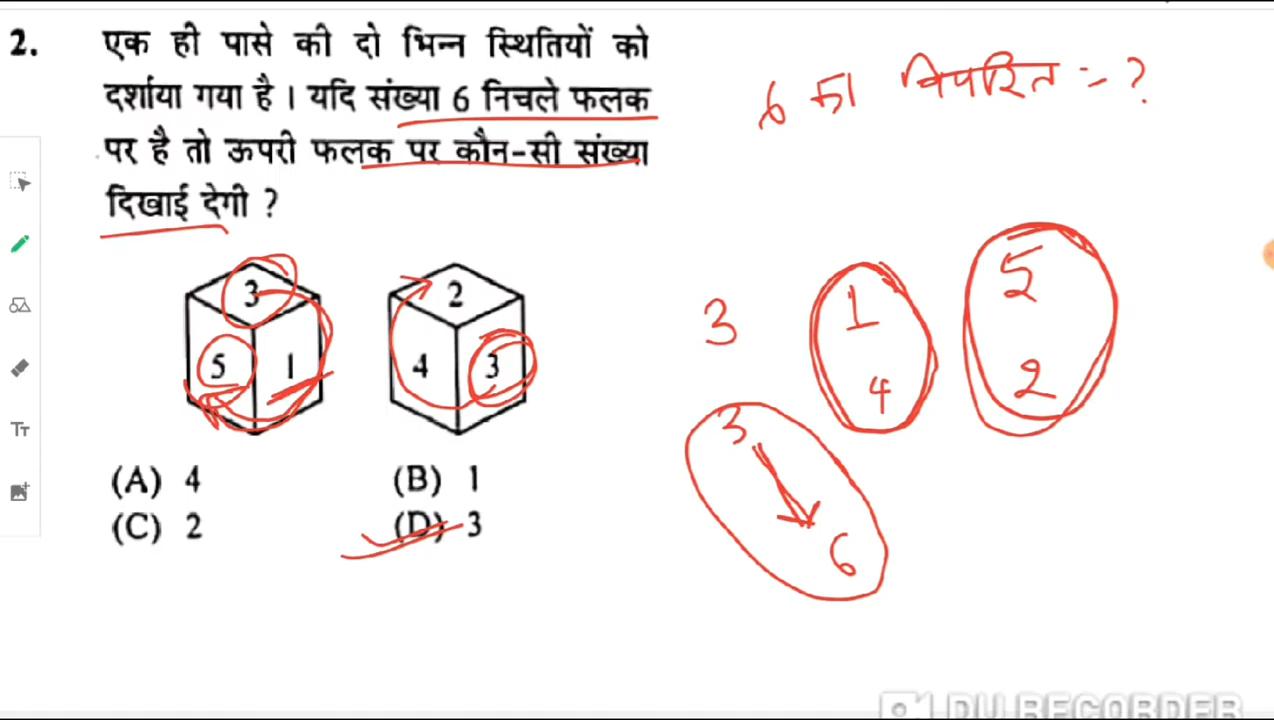 2. एक ही पासे की दो भिन्न स्थितियों को
दर्शाया गया है । यदि संख्या 6 निचले फलक
पर है तो ऊपरी फलक पर कौन-सी संख्या
दिखाई देगी ?
6 का विपरित = ?
3 2
5 1 4 3
3 1 5
4 2
3
6
(A) 4 (B) 1
(C) 2 (D) 3
Tт
DU RECORDER